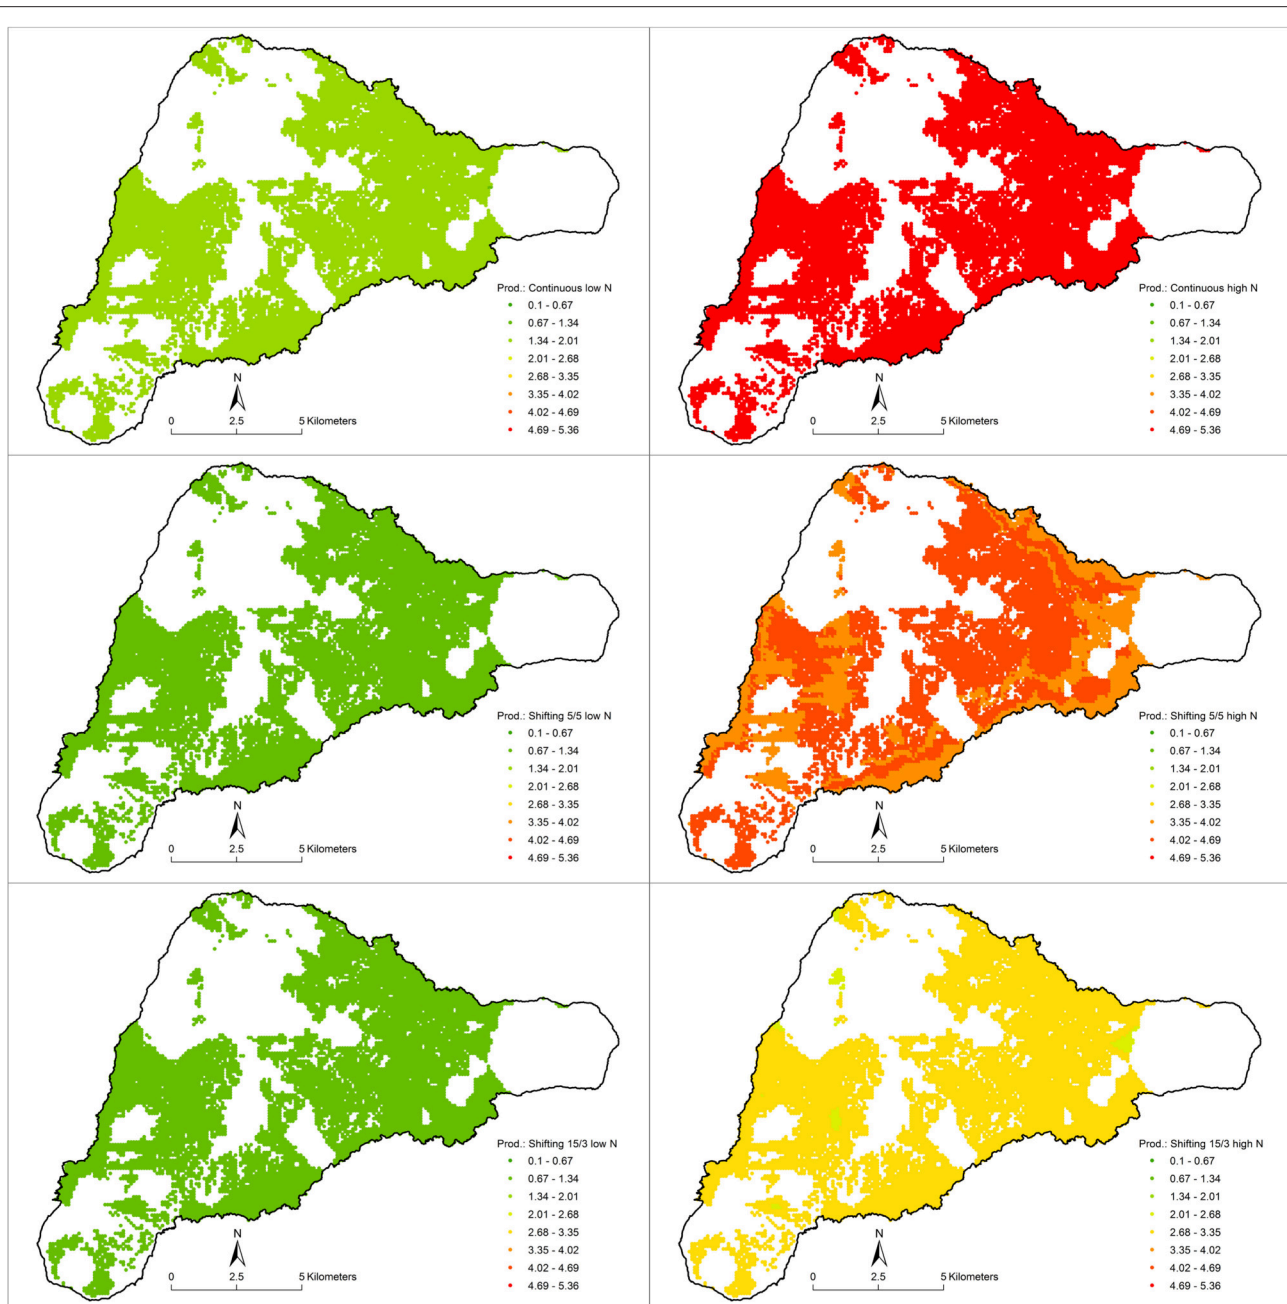 Prod.: Continuous low N
0.1 - 0.67
0.67 - 1.34
1.34 - 2.01
2.01 - 2.68
2.68 - 3.35
3.35 - 4.02
4.02 - 4.69
4.69 - 5.36
N
0 2.5 5 Kilometers
Prod.: Continuous high N
0.1 - 0.67
0.67 - 1.34
1.34 - 2.01
2.01 - 2.68
2.68 - 3.35
3.35 - 4.02
4.02 - 4.69
4.69 - 5.36
N
0 2.5 5 Kilometers
Prod.: Shifting 5/5 low N
0.1 - 0.67
0.67 - 1.34
1.34 - 2.01
2.01 - 2.68
2.68 - 3.35
3.35 - 4.02
4.02 - 4.69
4.69 - 5.36
N
0 2.5 5 Kilometers
Prod.: Shifting 5/5 high N
0.1 - 0.67
0.67 - 1.34
1.34 - 2.01
2.01 - 2.68
2.68 - 3.35
3.35 - 4.02
4.02 - 4.69
4.69 - 5.36
N
0 2.5 5 Kilometers
Prod.: Shifting 15/3 low N
0.1 - 0.67
0.67 - 1.34
1.34 - 2.01
2.01 - 2.68
2.68 - 3.35
3.35 - 4.02
4.02 - 4.69
4.69 - 5.36
N
0 2.5 5 Kilometers
Prod.: Shifting 15/3 high N
0.1 - 0.67
0.67 - 1.34
1.34 - 2.01
2.01 - 2.68
2.68 - 3.35
3.35 - 4.02
4.02 - 4.69
4.69 - 5.36
N
0 2.5 5 Kilometers